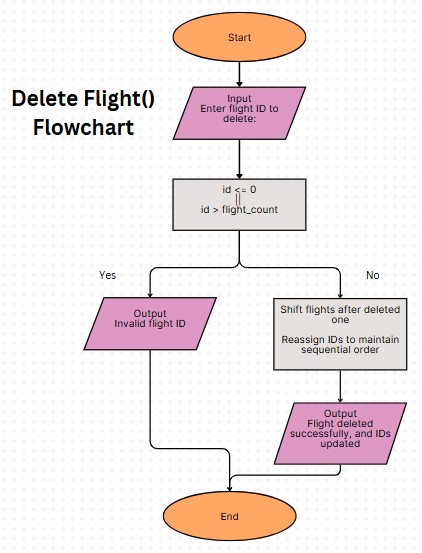 Start
Delete Flight()
Flowchart
Input
Enter flight ID to
delete:
id <= 0
||
id > flight_count
Yes
No
Output
Invalid flight ID
Shift flights after deleted
one
Reassign IDs to maintain
sequential order
Output
Flight deleted
successfully, and IDs
updated
End